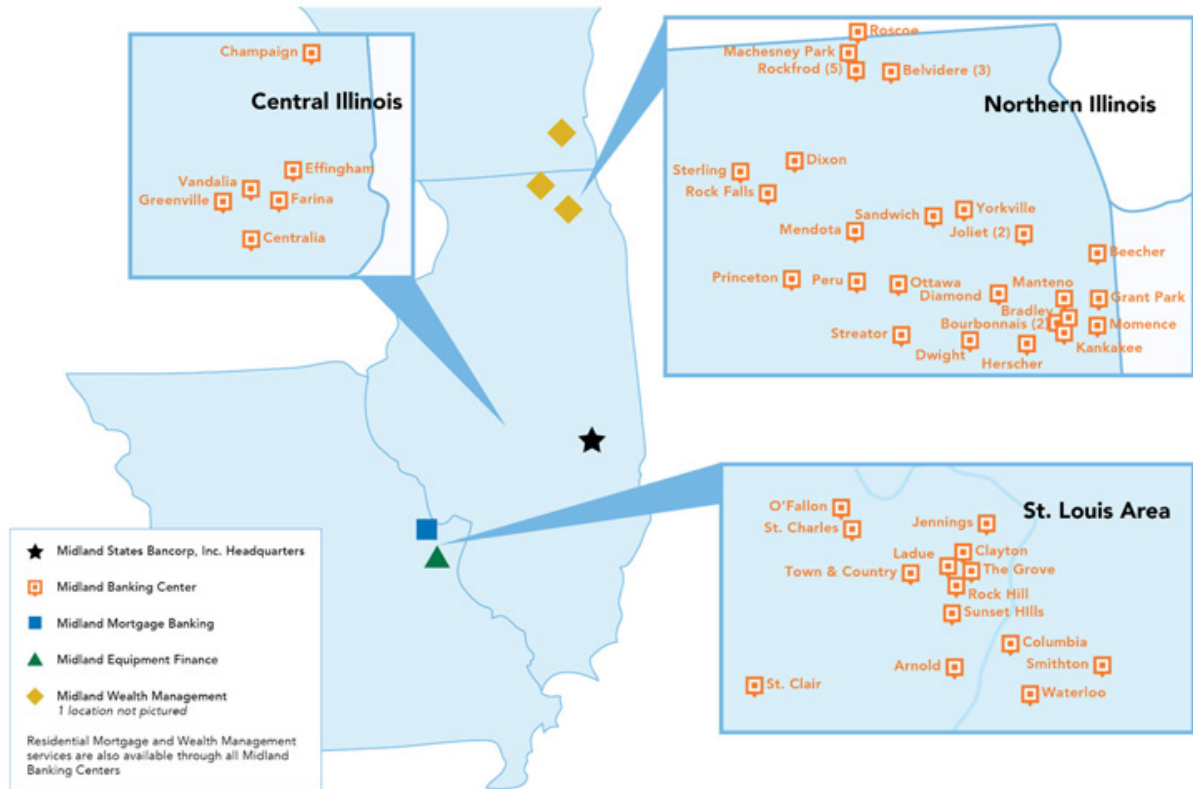 Champaign
Central Illinois
Effingham
Vandalia
Greenville
Farina
Centralia
Roscoe
Machesney Park
Rockfrod (5)
Belvidere (3)
Northern Illinois
Dixon
Sterling
Rock Falls
Sandwich
Yorkville
Mendota
Joliet (2)
Beecher
Princeton
Peru
Ottawa
Manteno
Diamond
Grant Park
Bradley
Bourbonnais (2)
Momence
Streator
Dwight
Herscher
Kankakee
O'Fallon
St. Charles
Jennings
St. Louis Area
Ladue
Clayton
Town & Country
The Grove
Rock Hill
Sunset HIlls
Columbia
Arnold
Smithton
St. Clair
Waterloo
Midland States Bancorp, Inc. Headquarters
Midland Banking Center
Midland Mortgage Banking
Midland Equipment Finance
Midland Wealth Management
1 location not pictured
Residential Mortgage and Wealth Management
services are also available through all Midland
Banking Centers